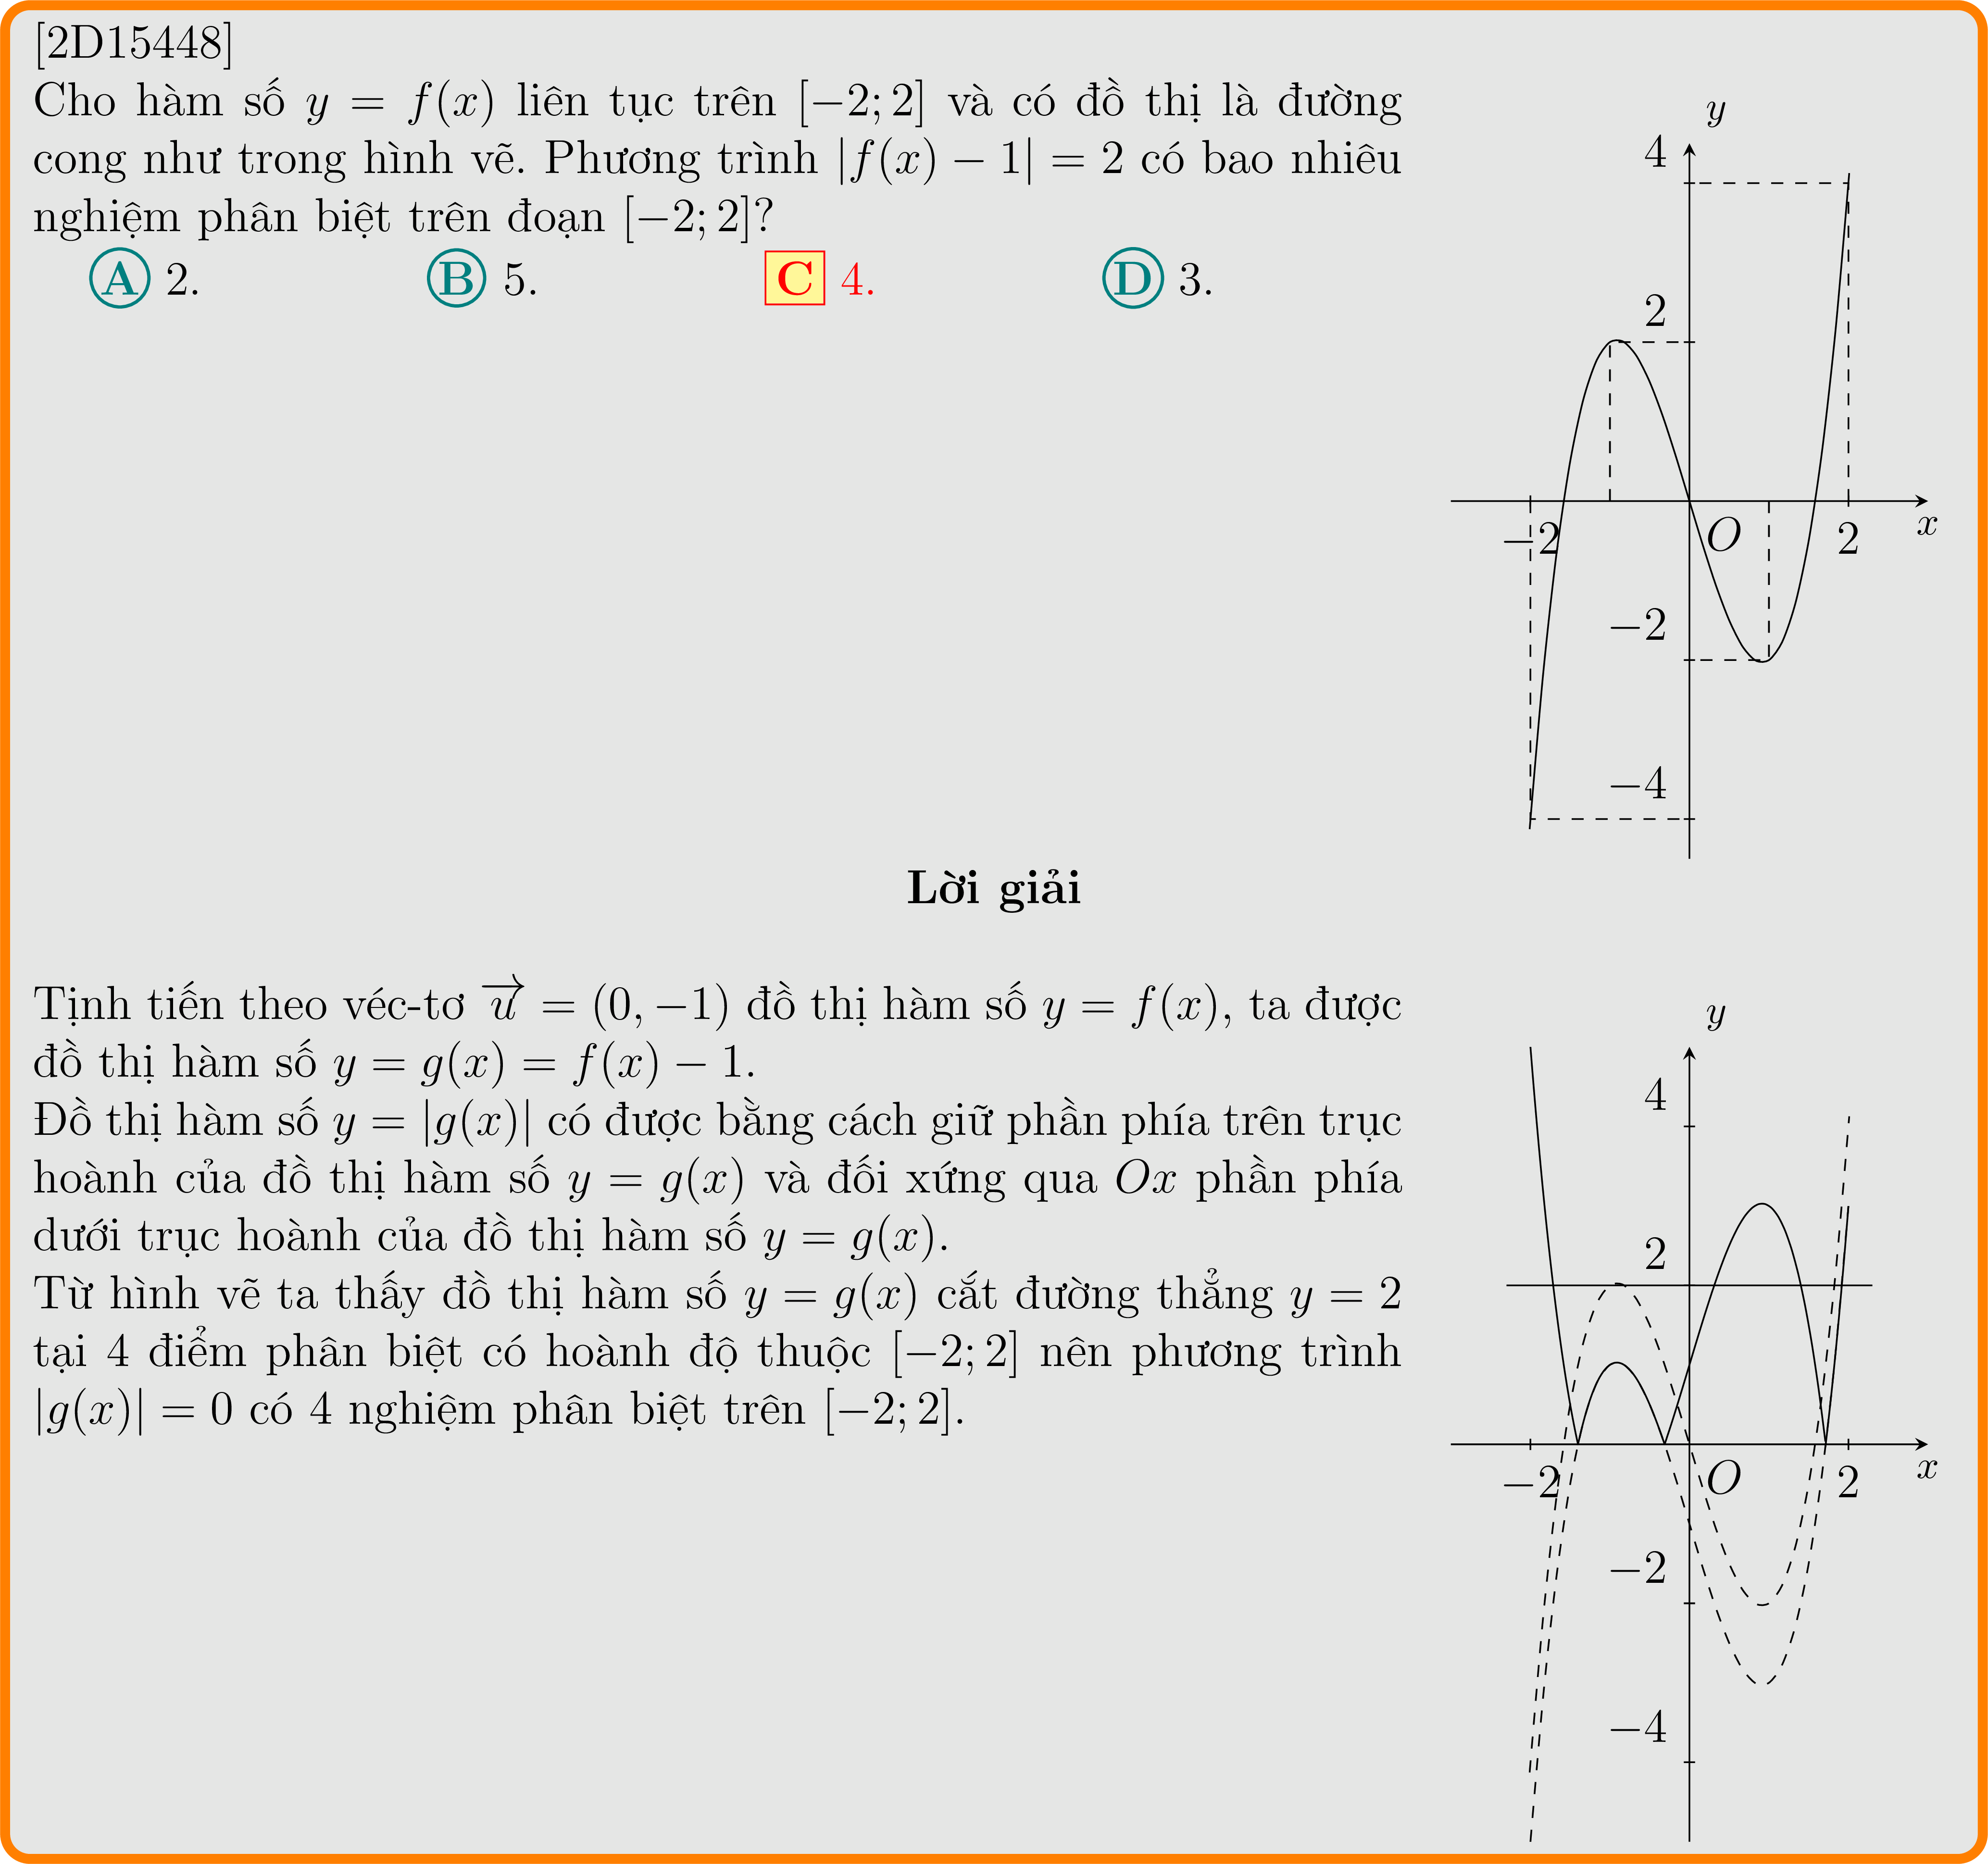 [2D15448]
Cho hàm số y = f(x) liên tục trên [−2; 2] và có đồ thị là đường
cong như trong hình vẽ. Phương trình |f(x) − 1| = 2 có bao nhiêu
nghiệm phân biệt trên đoạn [−2; 2]?
A 2. B 5. C 4. D 3.
y
4
2
−2 O 2 x
−2
−4
Lời giải
Tịnh tiến theo véc-tơ u⃗ = (0, −1) đồ thị hàm số y = f(x), ta được
đồ thị hàm số y = g(x) = f(x) − 1.
Đồ thị hàm số y = |g(x)| có được bằng cách giữ phần phía trên trục
hoành của đồ thị hàm số y = g(x) và đối xứng qua Ox phần phía
dưới trục hoành của đồ thị hàm số y = g(x).
Từ hình vẽ ta thấy đồ thị hàm số y = g(x) cắt đường thẳng y = 2
tại 4 điểm phân biệt có hoành độ thuộc [−2; 2] nên phương trình
|g(x)| = 0 có 4 nghiệm phân biệt trên [−2; 2].
y
4
2
−2 O 2 x
−2
−4